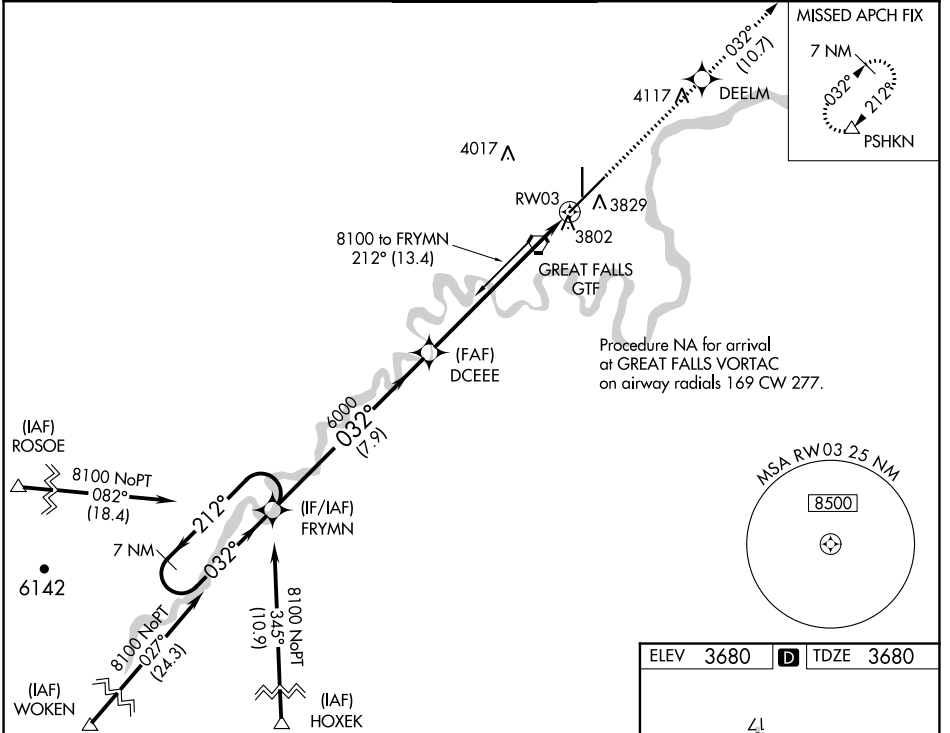 MISSED APCH FIX
7 NM
032°
212°
PSHKN
032°
(10.7)
DEELM
4117
4017
RW03
3829
3802
8100 to FRYMN
212° (13.4)
GREAT FALLS
GTF
(FAF)
DCEEE
Procedure NA for arrival
at GREAT FALLS VORTAC
on airway radials 169 CW 277.
6000
032°
(7.9)
(IAF)
ROSOE
8100 NoPT
082°
(18.4)
212°
(IF/IAF)
FRYMN
7 NM
032°
6142
8100 NoPT
027°
(24.3)
8100 NoPT
345°
(10.9)
(IAF)
WOKEN
(IAF)
HOXEK
MSA RW03 25 NM
8500
ELEV 3680 D TDZE 3680
17